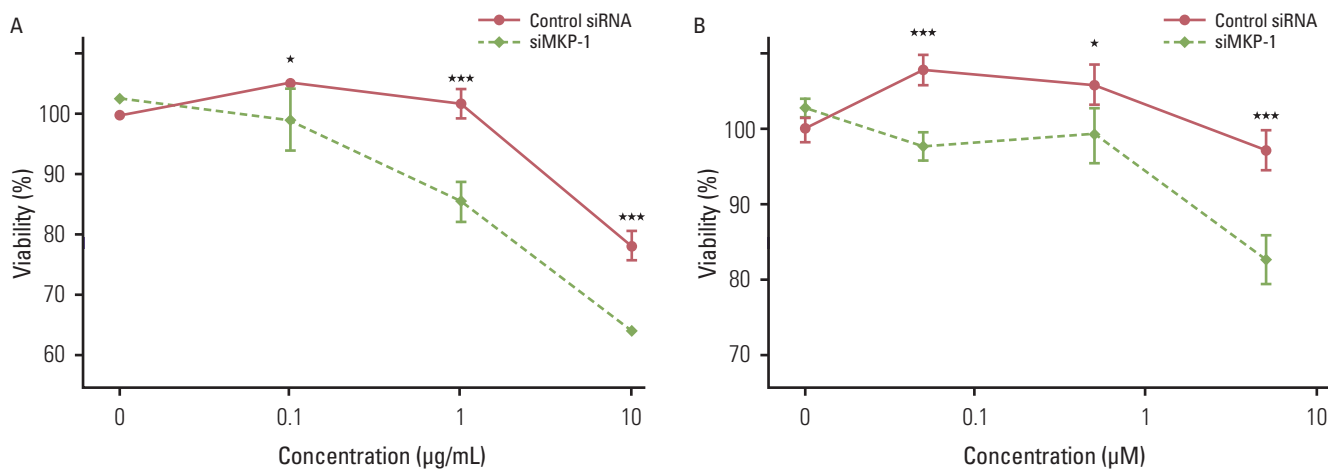 A
Control siRNA
siMKP-1
Viability (%)
100
90
80
70
60
★
★★★
★★★
0
0.1
1
10
Concentration (µg/mL)
B
Control siRNA
siMKP-1
Viability (%)
100
90
80
70
★★★
★
★★★
0
0.1
1
10
Concentration (µM)